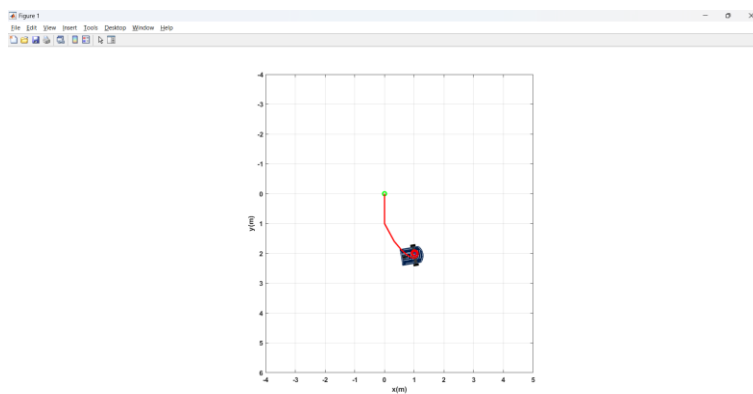 Figure 1
File Edit View Insert Tools Desktop Window Help
-4
-3
-2
-1
0
1
2
3
4
5
6
y(m)
-4 -3 -2 -1 0 1 2 3 4 5
x(m)